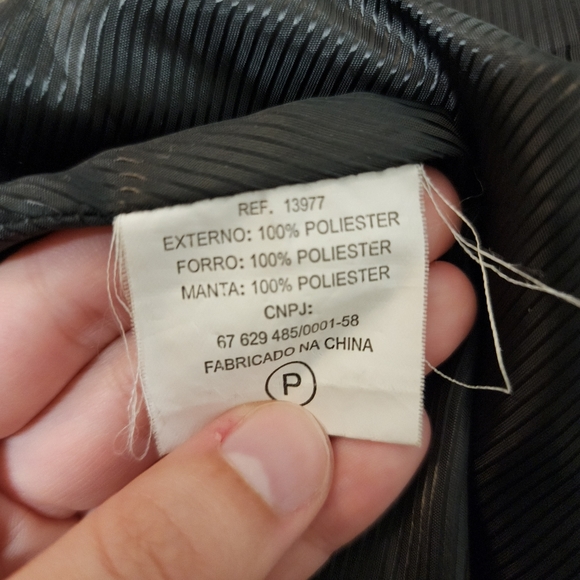 REF. 13977
EXTERNO: 100% POLIESTER
FORRO: 100% POLIESTER
MANTA: 100% POLIESTER
CNPJ:
67 629 485/0001-58
FABRICADO NA CHINA
P